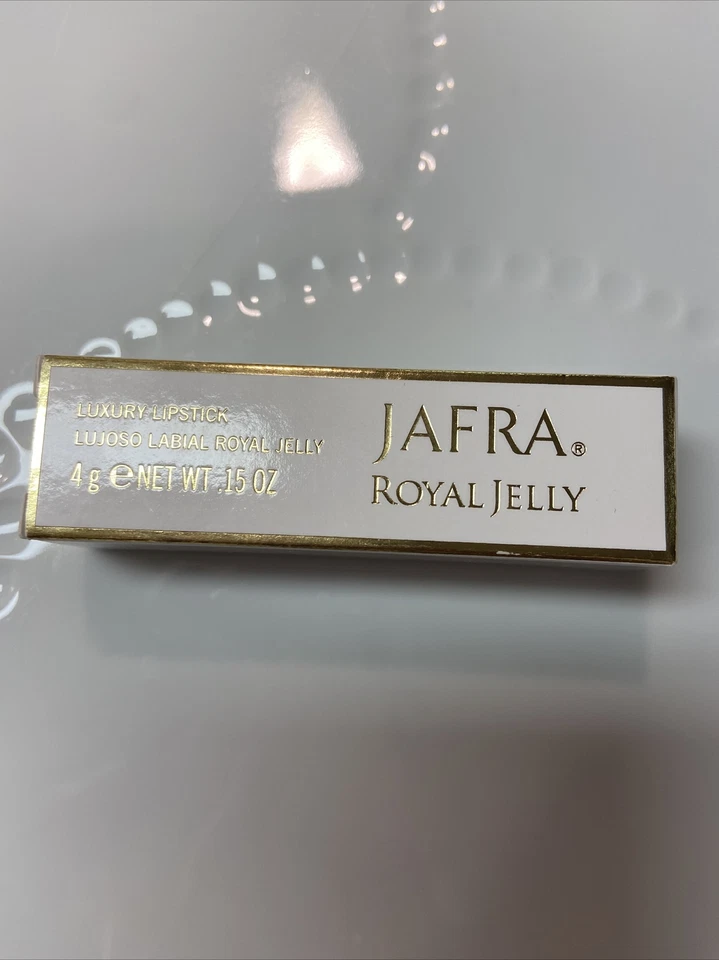 LUXURY LIPSTICK
LUJOSO LABIAL ROYAL JELLY
4 g e NET WT .15 OZ
JAFRA®
ROYAL JELLY